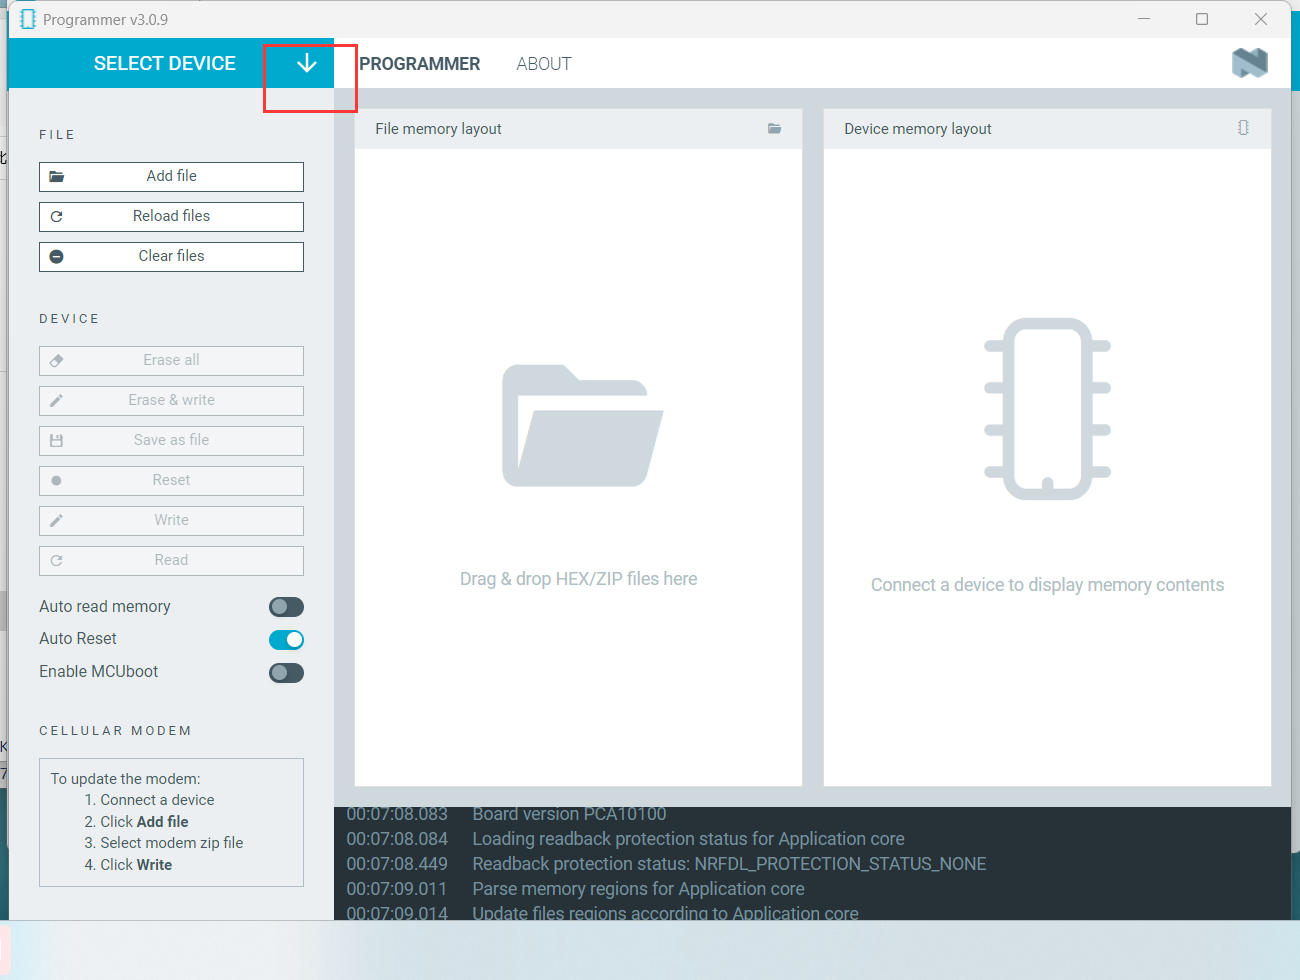 Programmer v3.0.9
SELECT DEVICE
PROGRAMMER
ABOUT
FILE
Add file
Reload files
Clear files
DEVICE
Erase all
Erase & write
Save as file
Reset
Write
Read
Auto read memory
Auto Reset
Enable MCUboot
CELLULAR MODEM
To update the modem:
1. Connect a device
2. Click Add file
3. Select modem zip file
4. Click Write
File memory layout
Drag & drop HEX/ZIP files here
Device memory layout
Connect a device to display memory contents
00:07:08.083 Board version PCA10100
00:07:08.084 Loading readback protection status for Application core
00:07:08.449 Readback protection status: NRFDL_PROTECTION_STATUS_NONE
00:07:09.011 Parse memory regions for Application core
00:07:09.014 Update files regions according to Application core